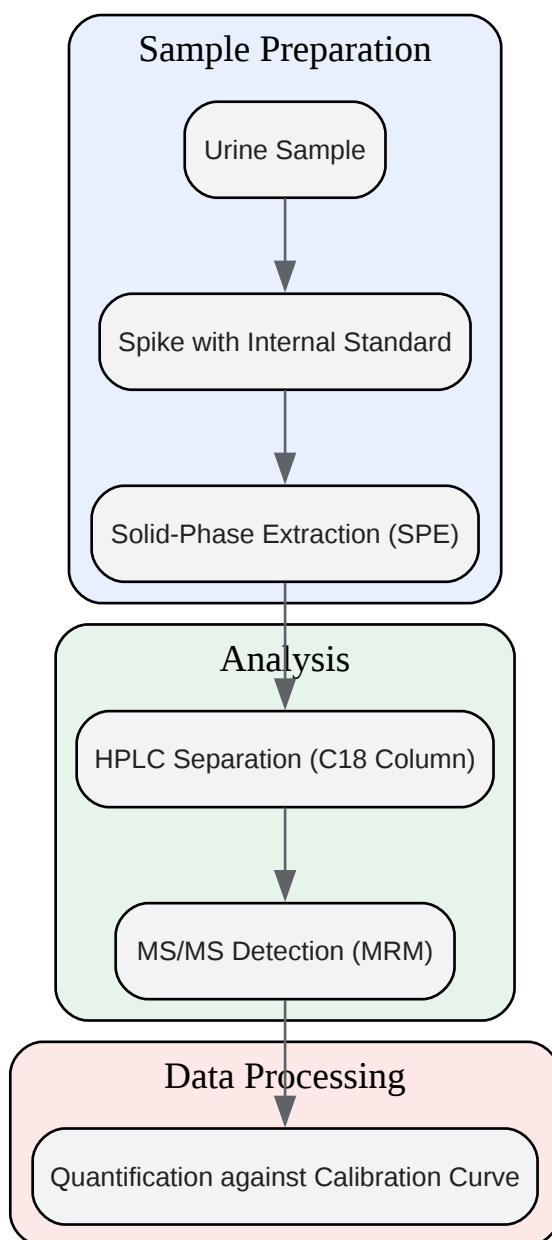 Sample Preparation
Urine Sample
Spike with Internal Standard
Solid-Phase Extraction (SPE)
Analysis
HPLC Separation (C18 Column)
MS/MS Detection (MRM)
Data Processing
Quantification against Calibration Curve